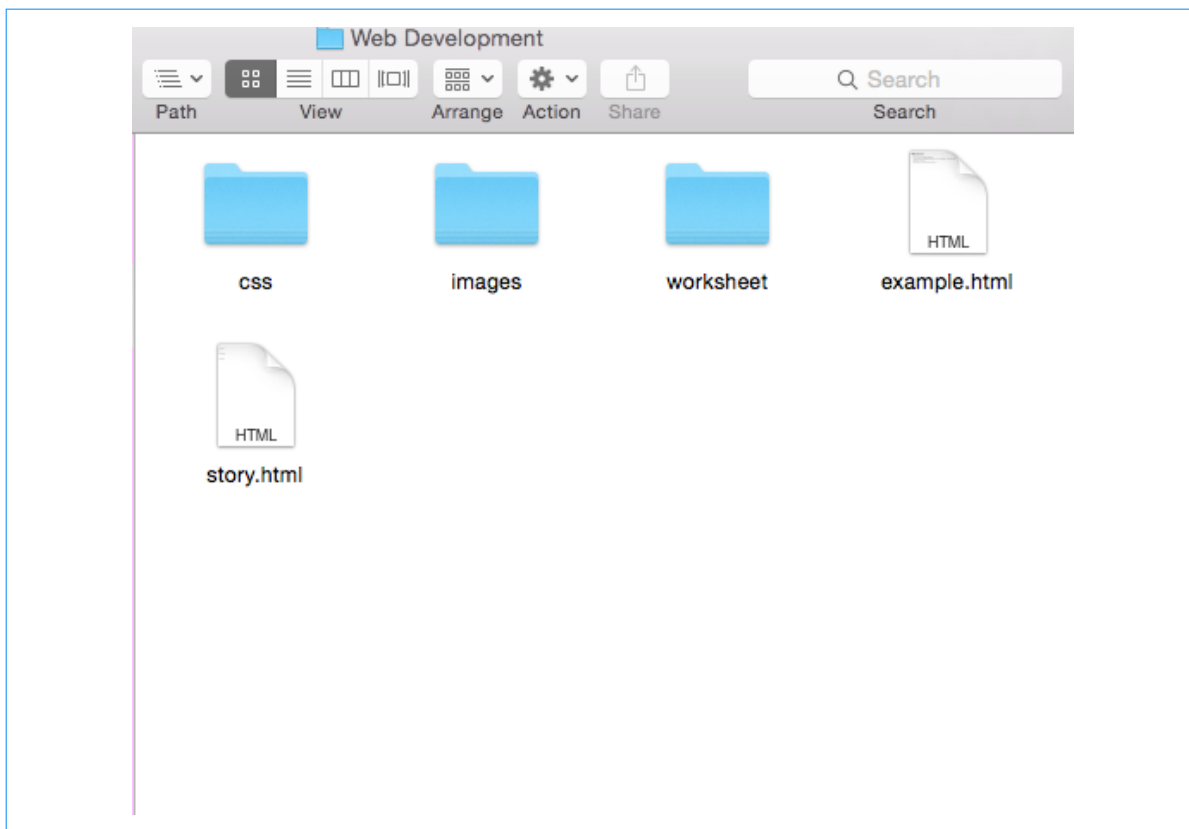 Web Development
Search
Path View Arrange Action Share Search
HTML
css images worksheet example.html
HTML
story.html